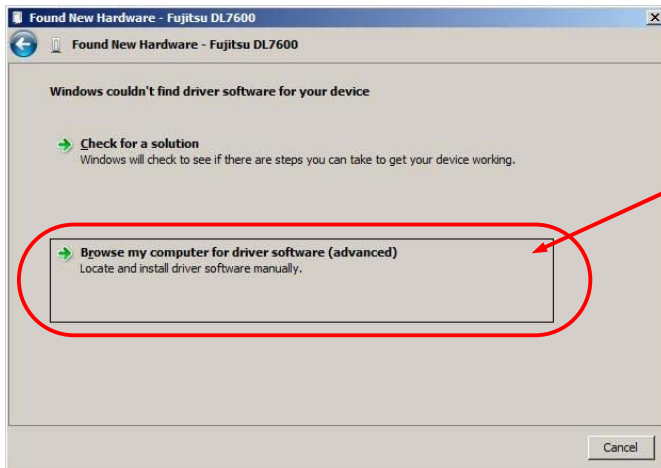 Found New Hardware - Fujitsu DL7600
Found New Hardware - Fujitsu DL7600
Windows couldn't find driver software for your device
Check for a solution
Windows will check to see if there are steps you can take to get your device working.
Browse my computer for driver software (advanced)
Locate and install driver software manually.
Cancel